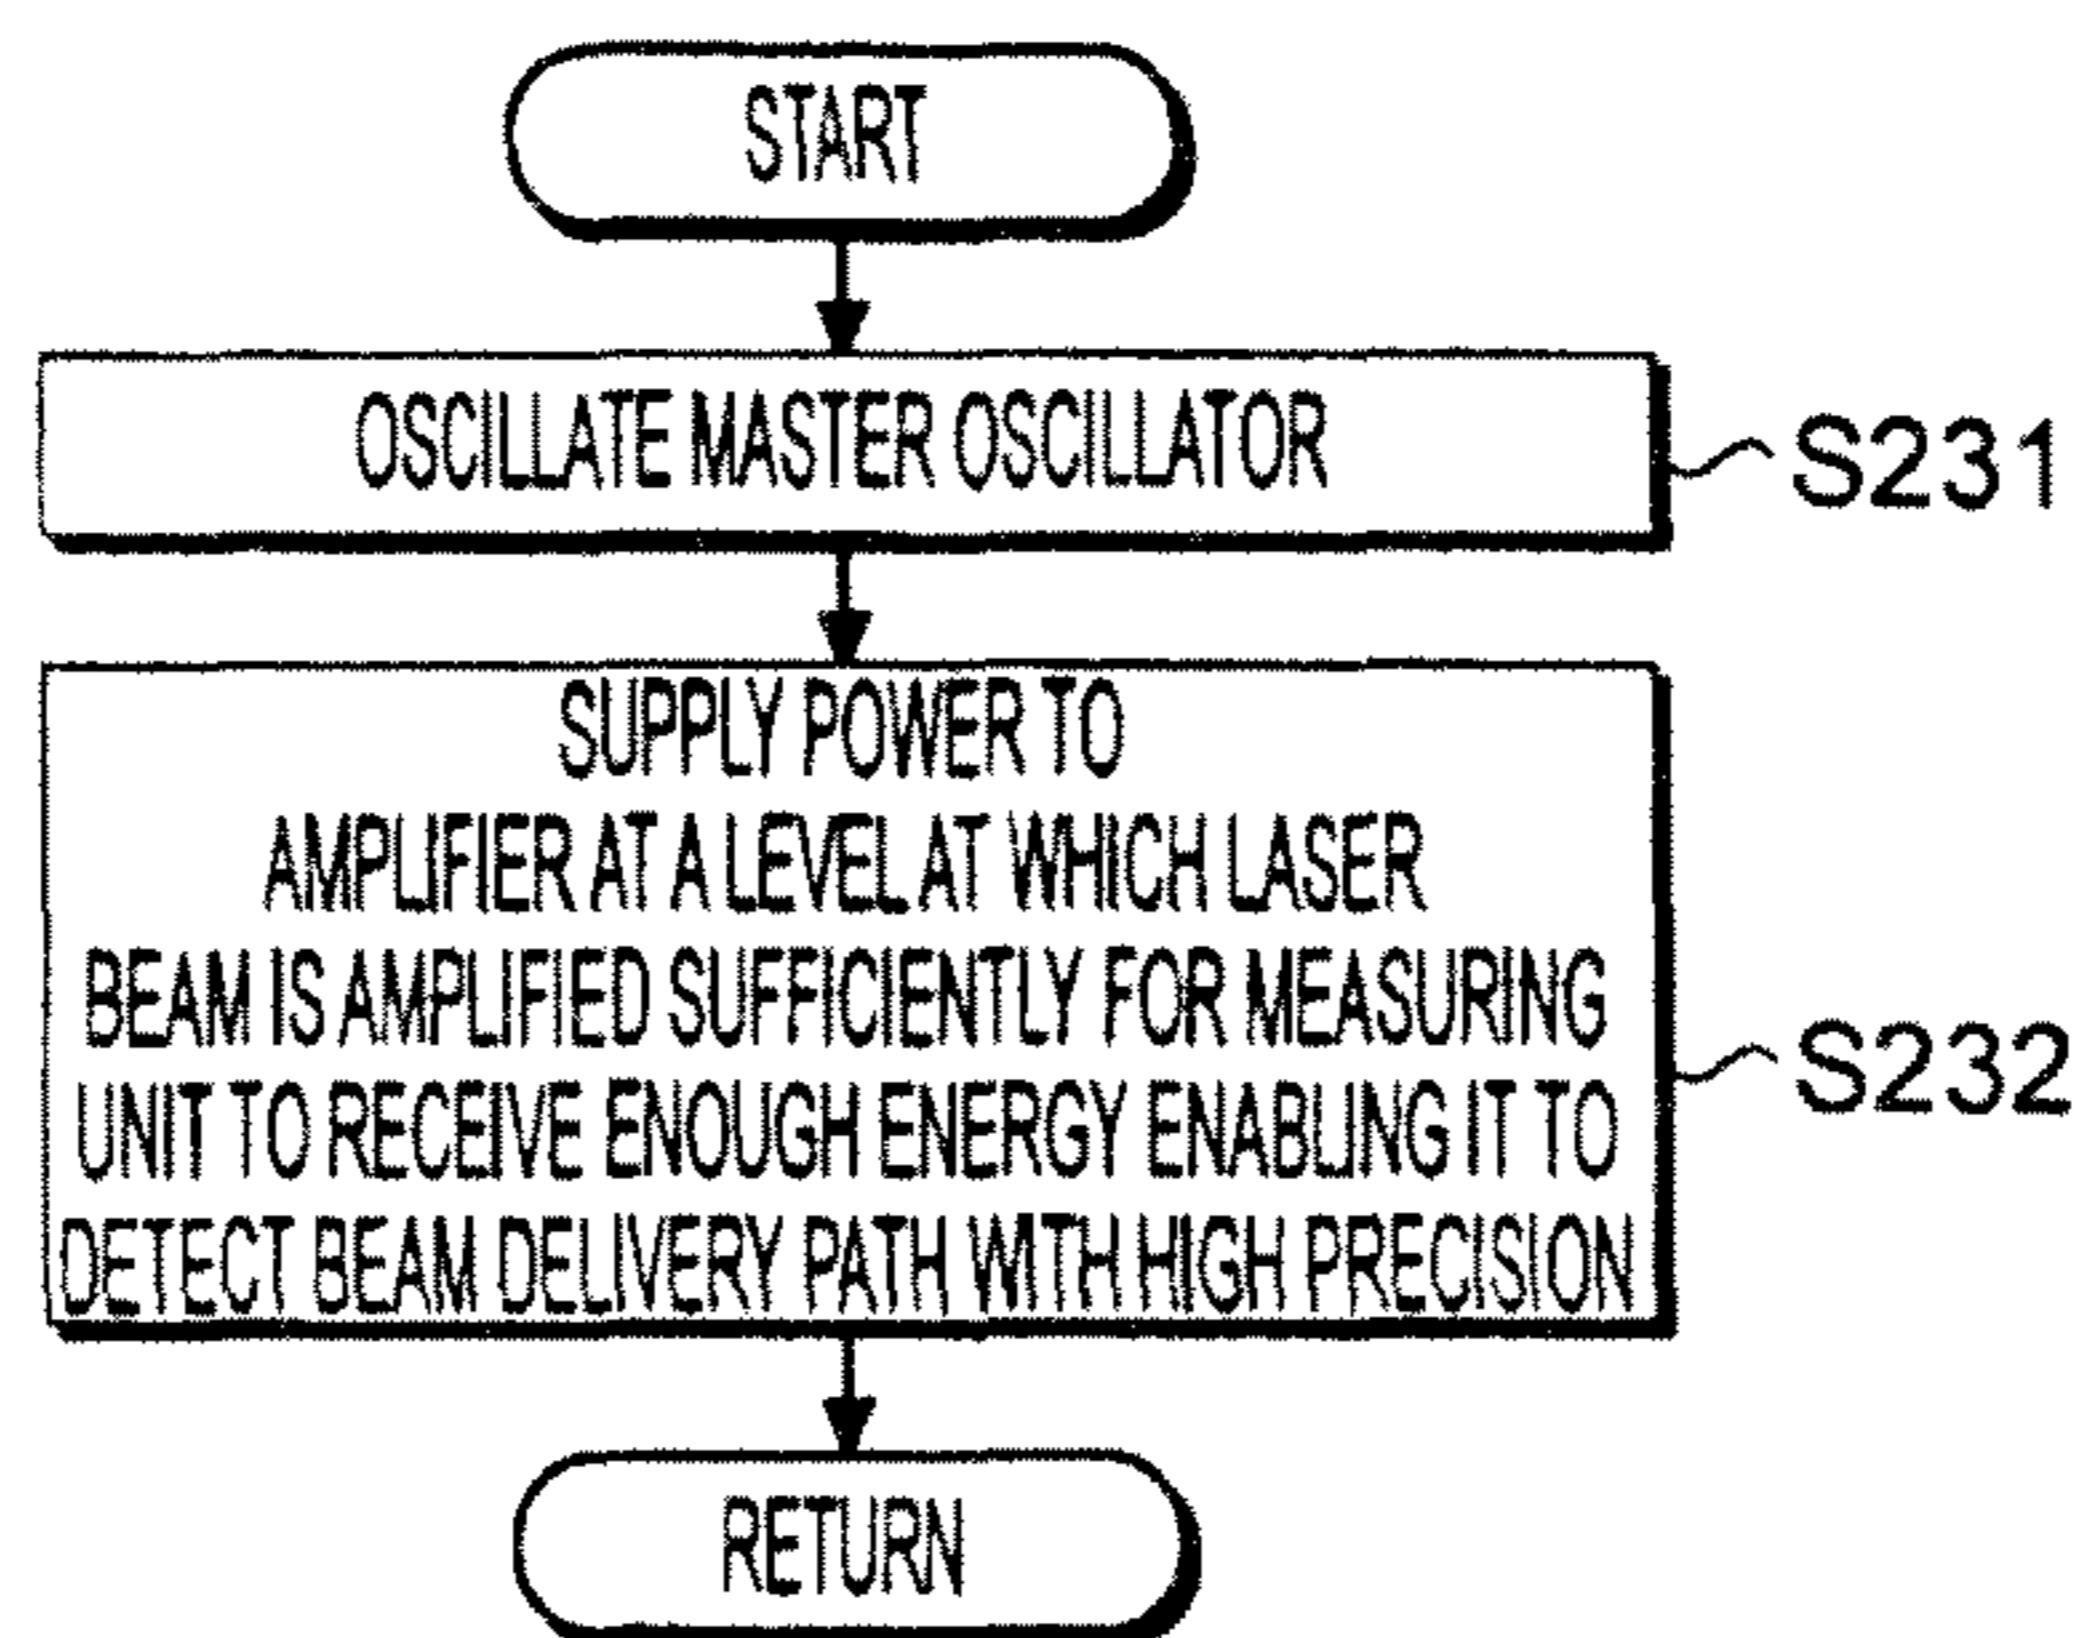 START
OSCILLATE MASTER OSCILLATOR
S231
SUPPLY POWER TO
AMPLIFIER AT A LEVEL AT WHICH LASER
BEAM IS AMPLIFIED SUFFICIENTLY FOR MEASURING
UNIT TO RECEIVE ENOUGH ENERGY ENABLING IT TO
DETECT BEAM DELIVERY PATH WITH HIGH PRECISION
S232
RETURN